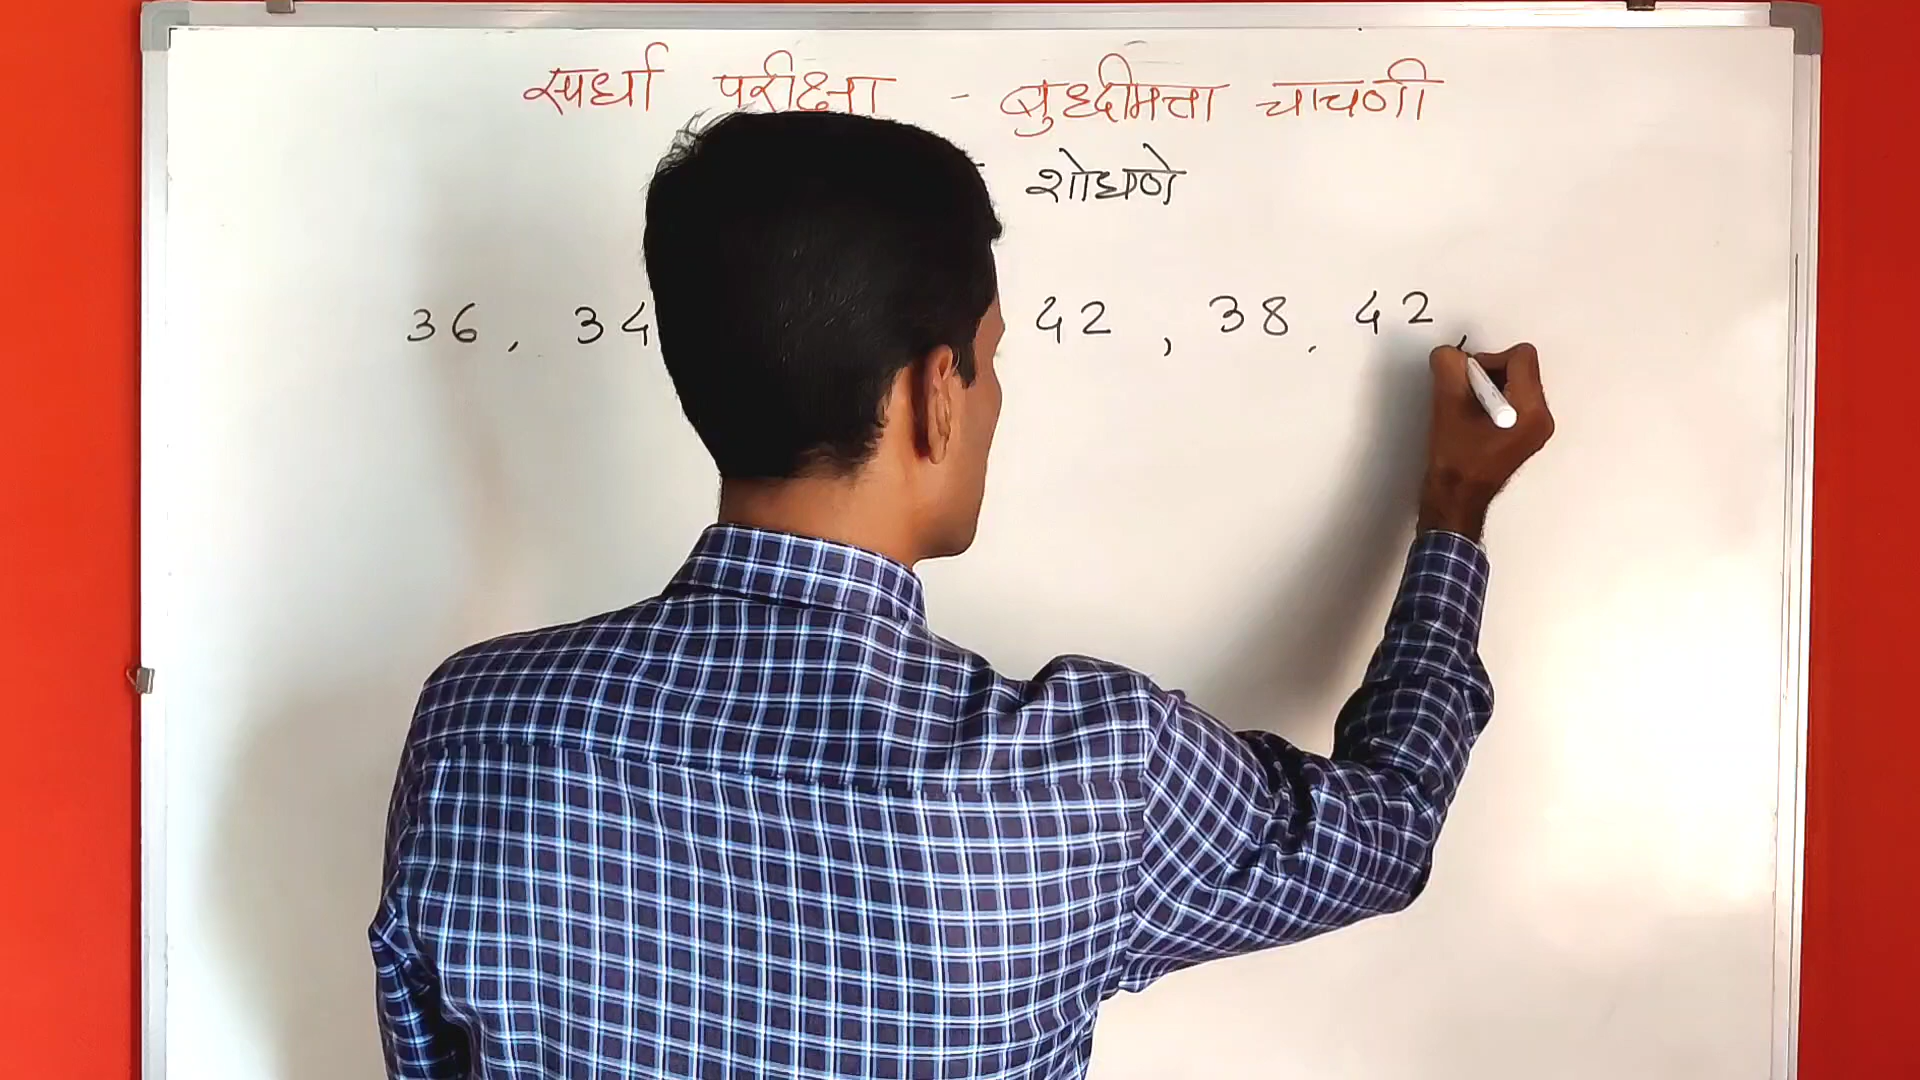 स्पर्धा परीक्षा - बुध्दीमत्ता चाचणी
शोधणे
36, 34 42, 38, 42,